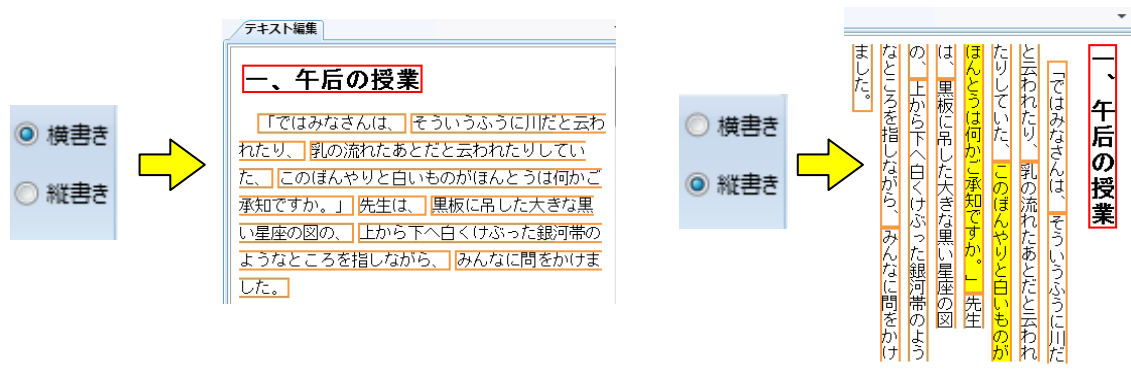 横書き
縦書き
テキスト編集
一、午后の授業
「ではみなさんは、そういうふうに川だと云わ
れたり、乳の流れたあとだと云われたりしてい
た、このぼんやりと白いものがほんとうは何かご
承知ですか。」先生は、黒板に吊した大きな黒
い星座の図の、上から下へ白くけぶった銀河帯の
ようなところを指しながら、みんなに問をかけま
した。
横書き
縦書き
一、午后の授業
「ではみなさんは、そういうふうに川だ
と云われたり、乳の流れたあとだと云われ
たりしていた、このぼんやりと白いものが
ほんとうは何かご承知ですか。」先生
は、黒板に吊した大きな黒い星座の図
の、上から下へ白くけぶった銀河帯のよう
なところを指しながら、みんなに問をかけ
ました。